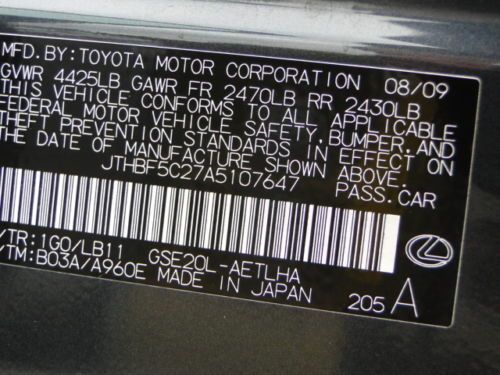 MFD.BY:TOYOTA MOTOR CORPORATION 08/09
GVWR 4425LB GAWR FR 2470LB RR 2430LB
THIS VEHICLE CONFORMS TO ALL APPLICABLE
FEDERAL MOTOR VEHICLE SAFETY, BUMPER, AND
THEFT PREVENTION STANDARDS IN EFFECT ON
THE DATE OF MANUFACTURE SHOWN ABOVE.
JTHBF5C27A5107647 PASS.CAR
/TR:1G0/LB11 GSE20L-AETLHA
/TM:B03A/A960E MADE IN JAPAN 205 A